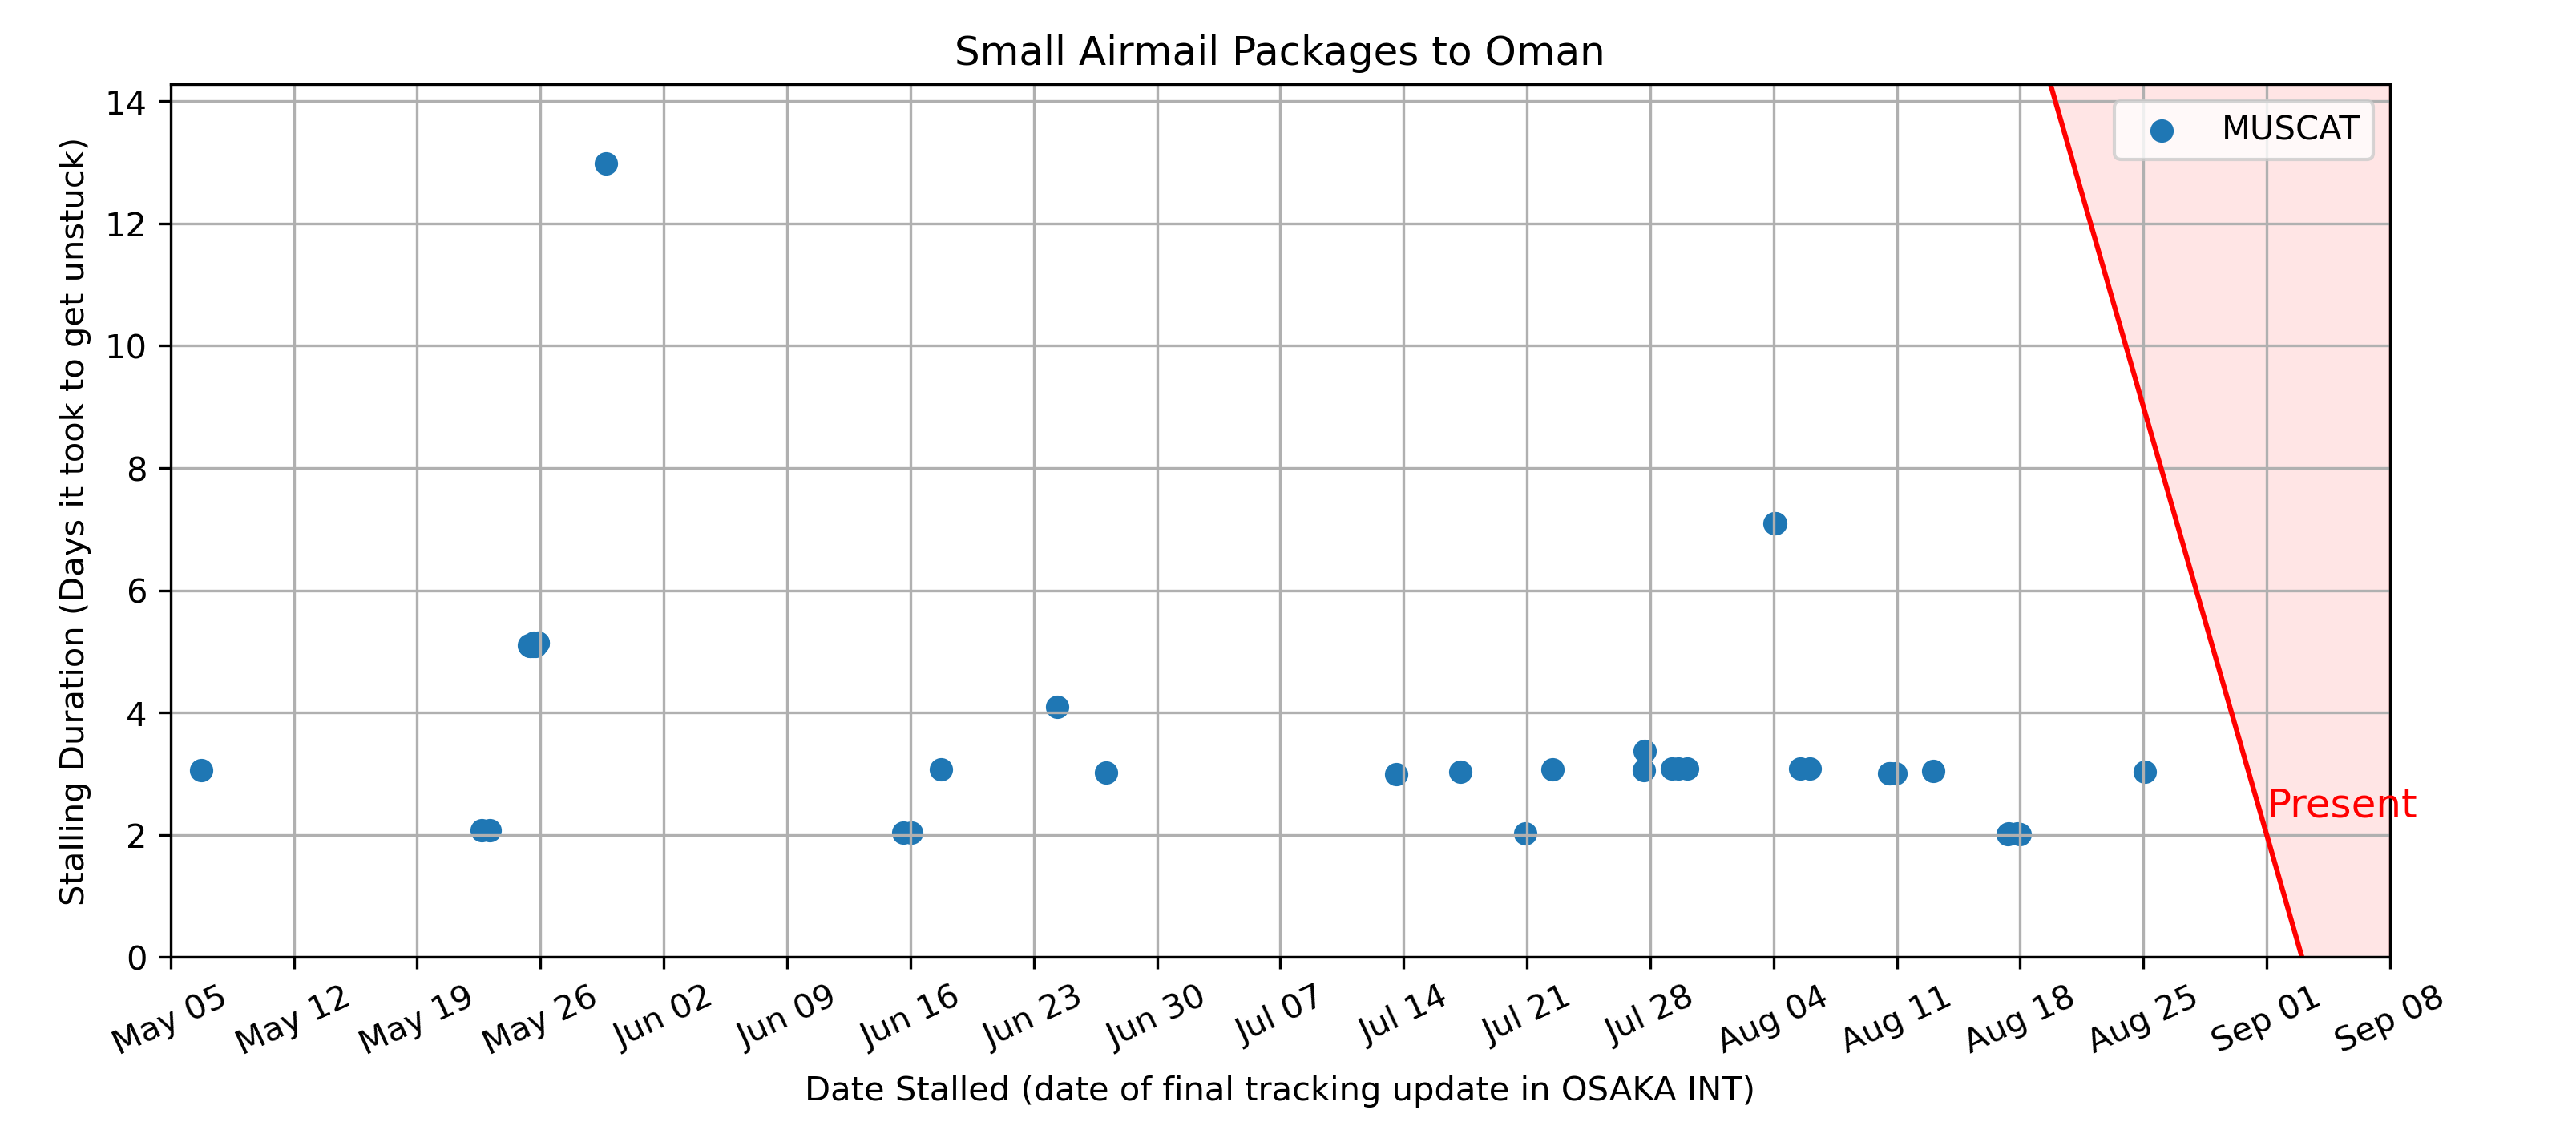 Small Airmail Packages to Oman
MUSCAT
Stalling Duration (Days it took to get unstuck)
14
12
10
8
6
4
2
0
Present
May 05
May 12
May 19
May 26
Jun 02
Jun 09
Jun 16
Jun 23
Jun 30
Jul 07
Jul 14
Jul 21
Jul 28
Aug 04
Aug 11
Aug 18
Aug 25
Sep 01
Sep 08
Date Stalled (date of final tracking update in OSAKA INT)